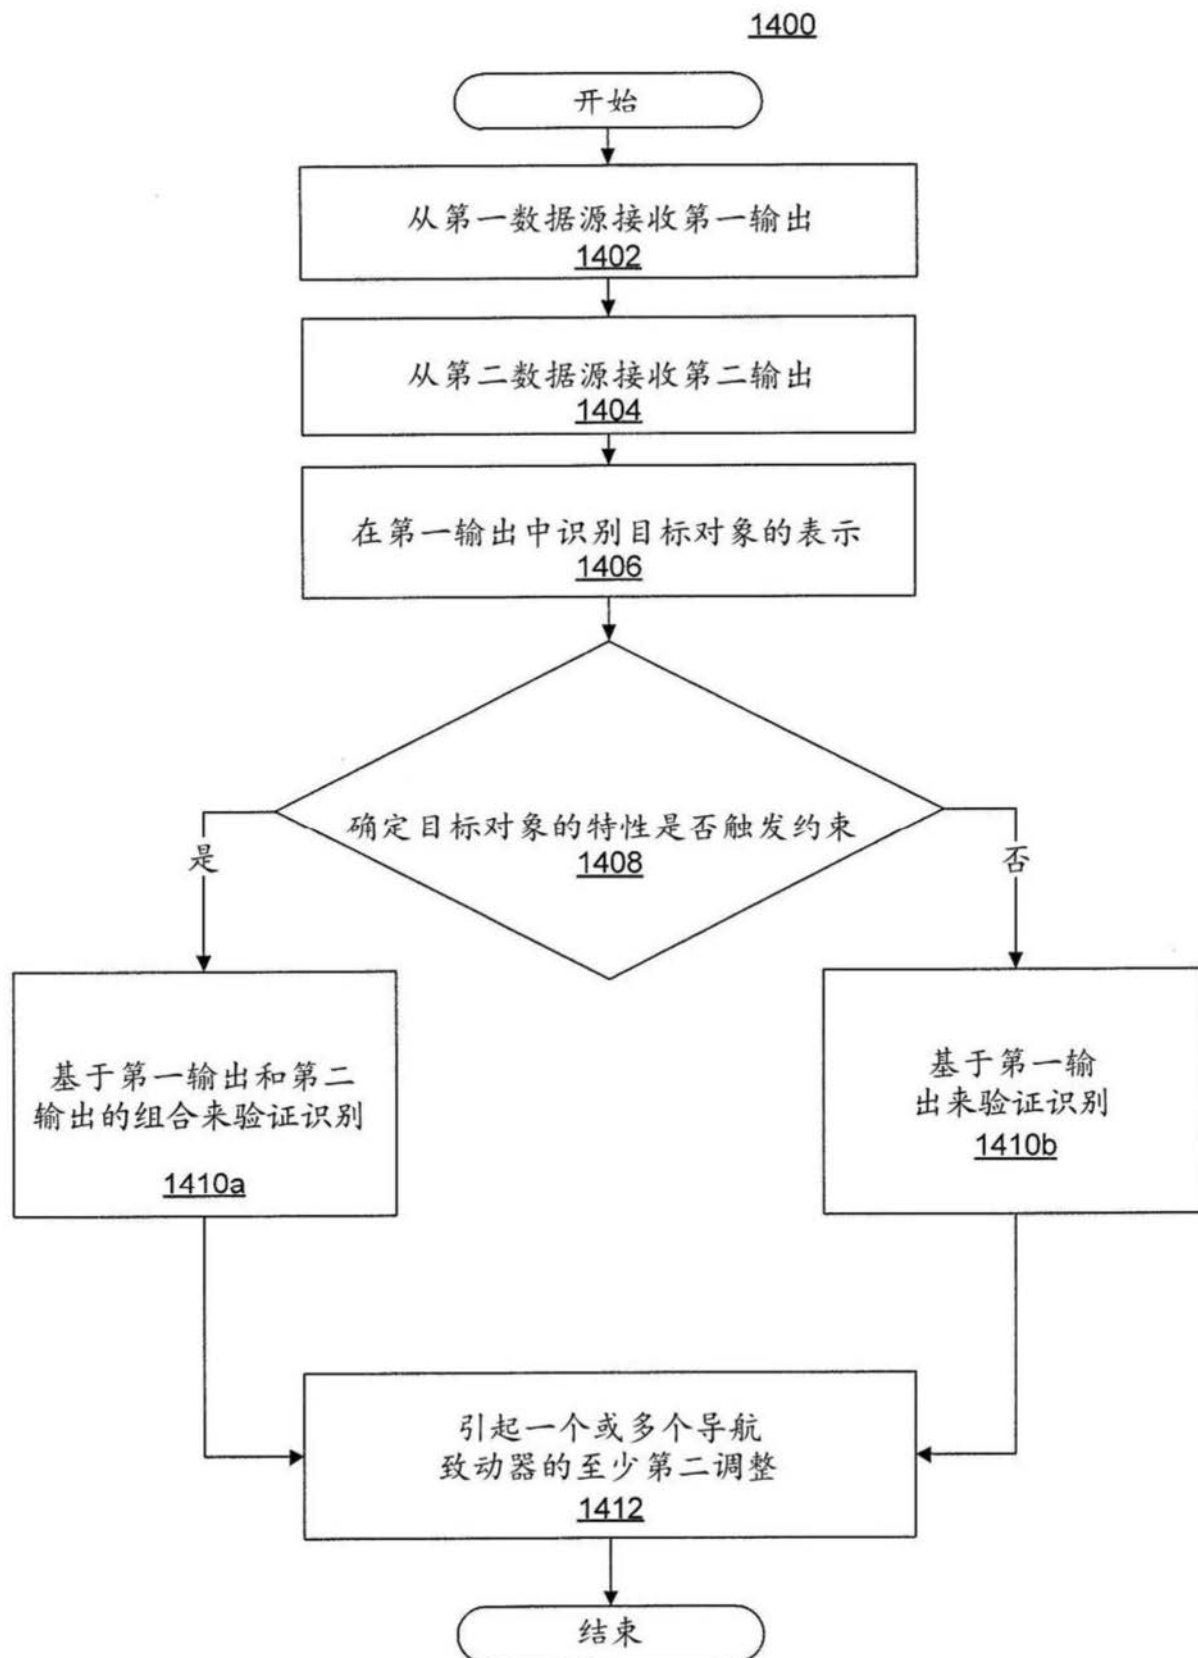 1400
开始
从第一数据源接收第一输出
1402
从第二数据源接收第二输出
1404
在第一输出中识别目标对象的表示
1406
确定目标对象的特性是否触发约束
1408
是
否
基于第一输出和第二
输出的组合来验证识别
1410a
基于第一输
出来验证识别
1410b
引起一个或多个导航
致动器的至少第二调整
1412
结束